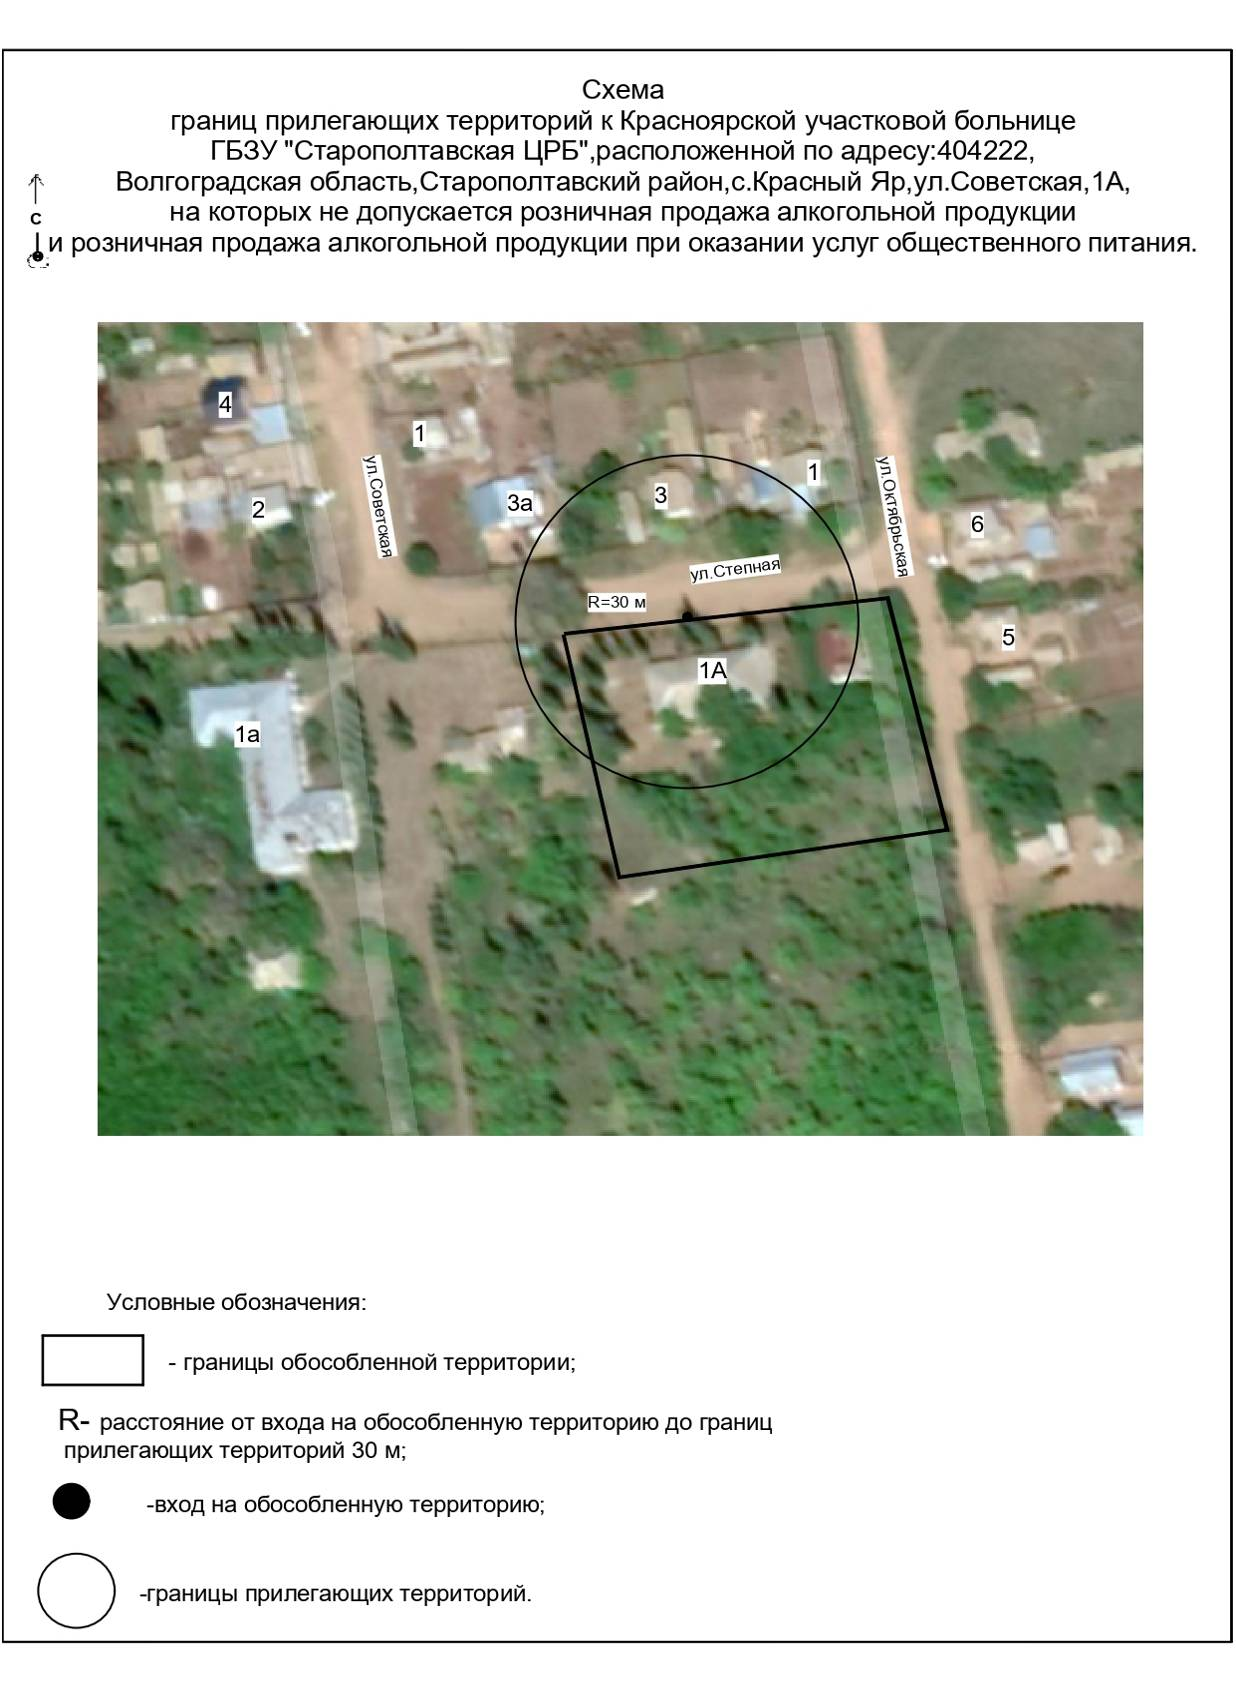 Схема
границ прилегающих территорий к Красноярской участковой больнице
ГБЗУ "Старополтавская ЦРБ",расположенной по адресу:404222,
Волгоградская область,Старополтавский район,с.Красный Яр,ул.Советская,1А,
на которых не допускается розничная продажа алкогольной продукции
и розничная продажа алкогольной продукции при оказании услуг общественного питания.
с
4
1
ул.Советская
2
3а
3
1
ул.Октябрьская
6
ул.Степная
R=30 м
5
1А
1а
Условные обозначения:
- границы обособленной территории;
R- расстояние от входа на обособленную территорию до границ
прилегающих территорий 30 м;
-вход на обособленную территорию;
-границы прилегающих территорий.